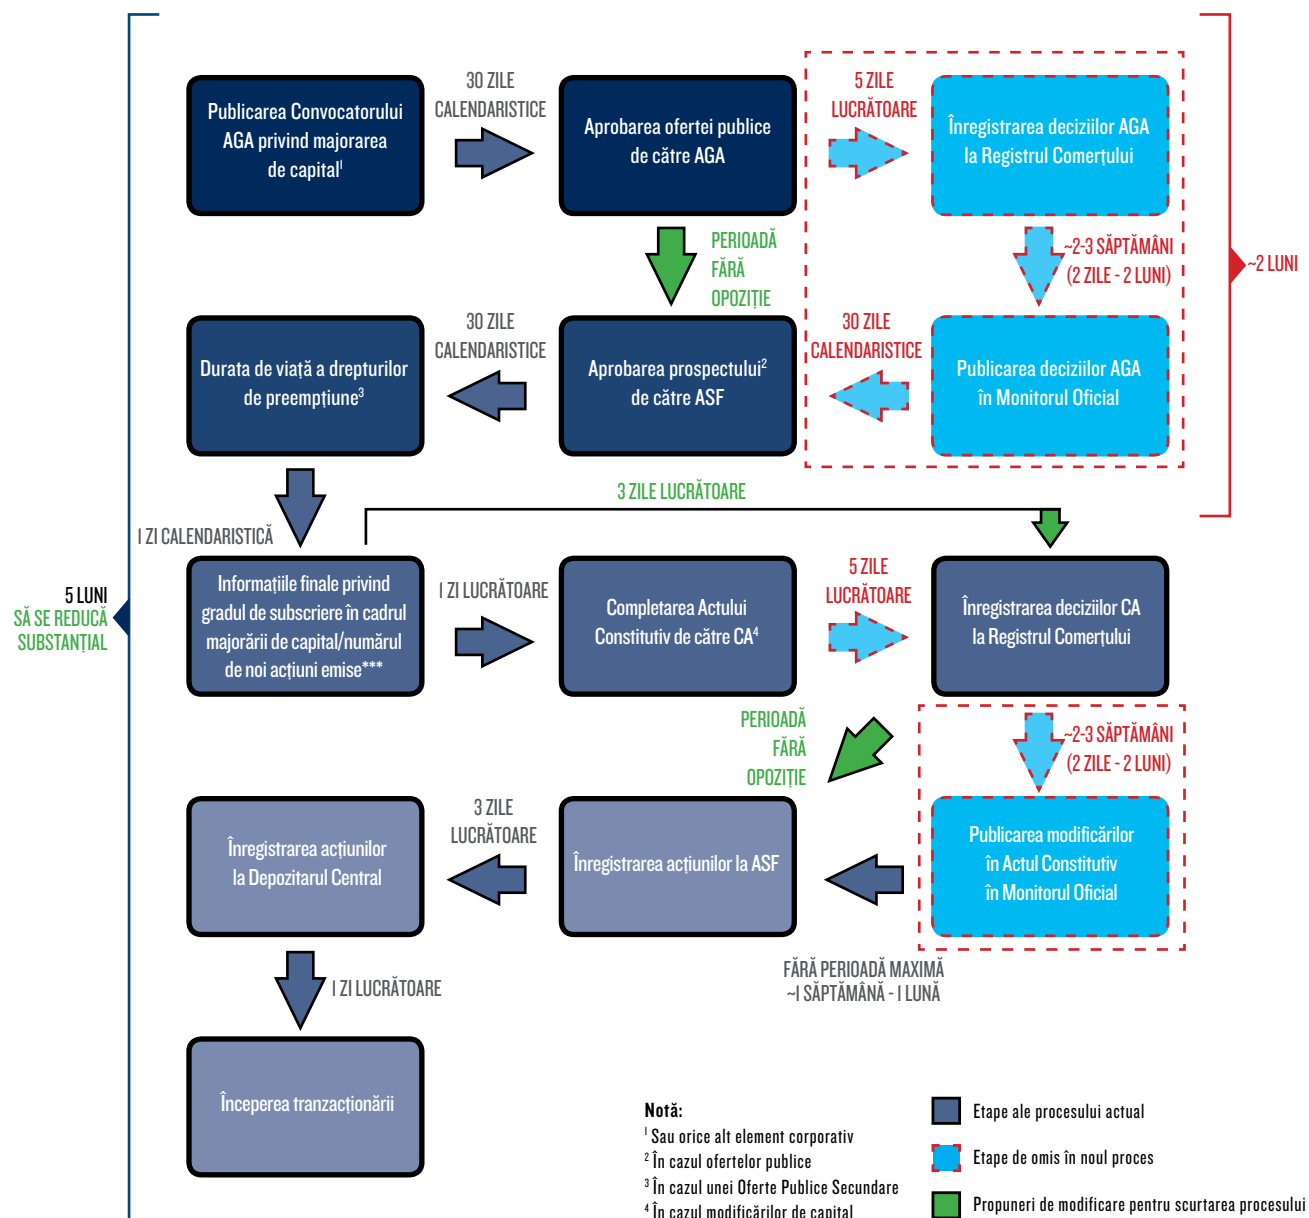 Publicarea Convocatorului
AGA privind majorarea
de capital¹
30 ZILE
CALENDARISTICE
Aprobarea ofertei publice
de către AGA
5 ZILE
LUCRĂTOARE
Înregistrarea deciziilor AGA
la Registrul Comerțului
PERIOADĂ
FĂRĂ
OPOZIȚIE
~2-3 SĂPTĂMÂNI
(2 ZILE - 2 LUNI)
~2 LUNI
Durata de viață a drepturilor
de preempțiune³
30 ZILE
CALENDARISTICE
Aprobarea prospectului²
de către ASF
30 ZILE
CALENDARISTICE
Publicarea deciziilor AGA
în Monitorul Oficial
3 ZILE LUCRĂTOARE
1 ZI CALENDARISTICĂ
5 LUNI
SĂ SE REDUCĂ
SUBSTANȚIAL
Informațiile finale privind
gradul de subscriere în cadrul
majorării de capital/numărul
de noi acțiuni emise***
1 ZI LUCRĂTOARE
Completarea Actului
Constitutiv de către CA⁴
5 ZILE
LUCRĂTOARE
Înregistrarea deciziilor CA
la Registrul Comerțului
PERIOADĂ
FĂRĂ
OPOZIȚIE
~2-3 SĂPTĂMÂNI
(2 ZILE - 2 LUNI)
Înregistrarea acțiunilor
la Depozitarul Central
3 ZILE
LUCRĂTOARE
Înregistrarea acțiunilor la ASF
Publicarea modificărilor
în Actul Constitutiv
în Monitorul Oficial
FĂRĂ PERIOADĂ MAXIMĂ
~1 SĂPTĂMÂNĂ - 1 LUNĂ
1 ZI LUCRĂTOARE
Începerea tranzacționării
Notă:
¹ Sau orice alt element corporativ
² În cazul ofertelor publice
³ În cazul unei Oferte Publice Secundare
⁴ În cazul modificărilor de capital
Etape ale procesului actual
Etape de omis în noul proces
Propuneri de modificare pentru scurtarea procesului